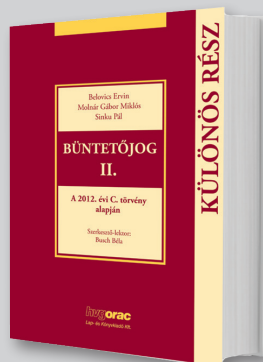 Belovics Ervin
Molnár Gábor Miklós
Sinku Pál
BÜNTETŐJOG
II.
A 2012. évi C. törvény
alapján
Szerkesztő-lektor:
Busch Béla
hvgorac
Lap- és Könyvkiadó Kft.
KÜLÖNÖS RÉSZ